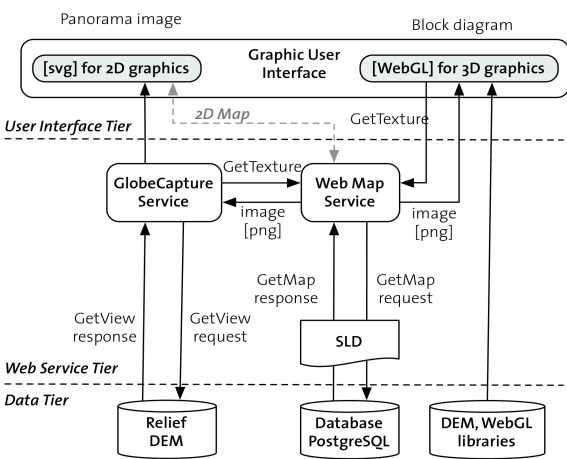 Panorama image
Block diagram
Graphic User
Interface
[svg] for 2D graphics
[WebGL] for 3D graphics
2D Map
GetTexture
User Interface Tier
GetTexture
GlobeCapture
Service
Web Map
Service
image
[png]
image
[png]
GetMap
response
GetMap
request
GetView
response
GetView
request
SLD
Web Service Tier
Data Tier
Relief
DEM
Database
PostgreSQL
DEM, WebGL
libraries